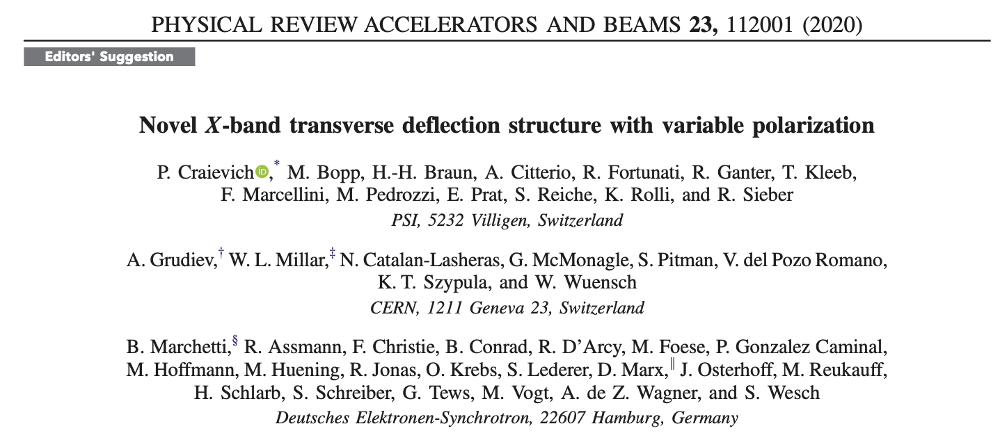 PHYSICAL REVIEW ACCELERATORS AND BEAMS 23, 112001 (2020)
Editors' Suggestion
Novel X-band transverse deflection structure with variable polarization
P. Craievich iD,* M. Bopp, H.-H. Braun, A. Citterio, R. Fortunati, R. Ganter, T. Kleeb,
F. Marcellini, M. Pedrozzi, E. Prat, S. Reiche, K. Rolli, and R. Sieber
PSI, 5232 Villigen, Switzerland
A. Grudiev,† W. L. Millar,‡ N. Catalan-Lasheras, G. McMonagle, S. Pitman, V. del Pozo Romano,
K. T. Szypula, and W. Wuensch
CERN, 1211 Geneva 23, Switzerland
B. Marchetti,§ R. Assmann, F. Christie, B. Conrad, R. D'Arcy, M. Foese, P. Gonzalez Caminal,
M. Hoffmann, M. Huening, R. Jonas, O. Krebs, S. Lederer, D. Marx,∥ J. Osterhoff, M. Reukauff,
H. Schlarb, S. Schreiber, G. Tews, M. Vogt, A. de Z. Wagner, and S. Wesch
Deutsches Elektronen-Synchrotron, 22607 Hamburg, Germany